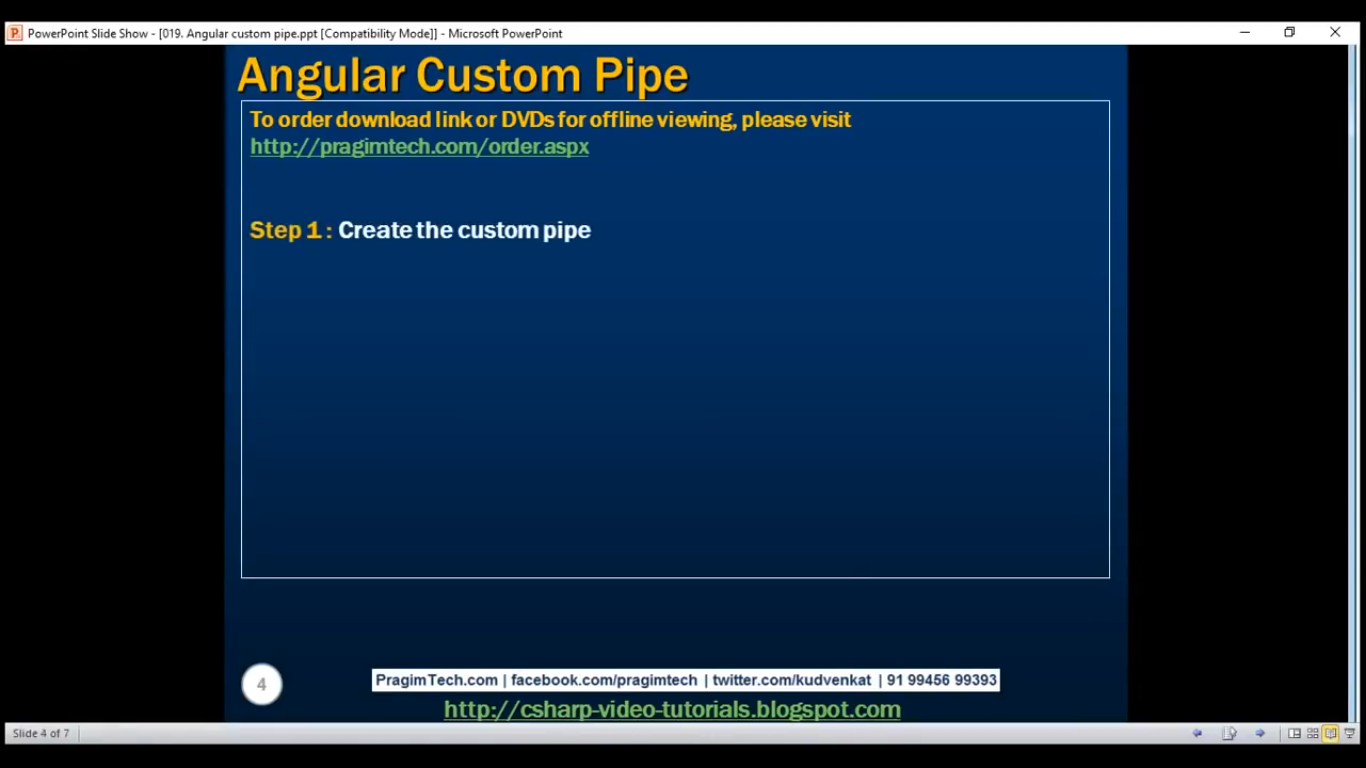 PowerPoint Slide Show - [019. Angular custom pipe.ppt [Compatibility Mode]] - Microsoft PowerPoint
Angular Custom Pipe
To order download link or DVDs for offline viewing, please visit
http://pragimtech.com/order.aspx
Step 1 : Create the custom pipe
4
PragimTech.com | facebook.com/pragimtech | twitter.com/kudvenkat | 91 99456 99393
http://csharp-video-tutorials.blogspot.com
Slide 4 of 7